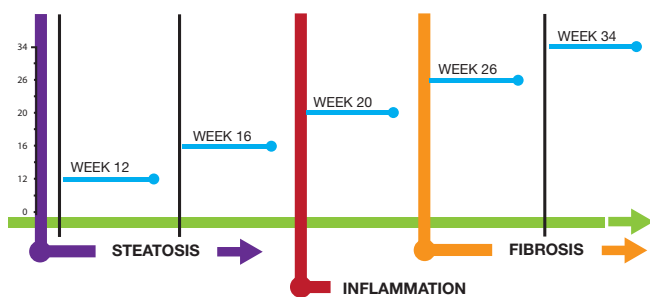 34
26
20
16
12
0
WEEK 12
WEEK 16
WEEK 20
WEEK 26
WEEK 34
STEATOSIS
INFLAMMATION
FIBROSIS